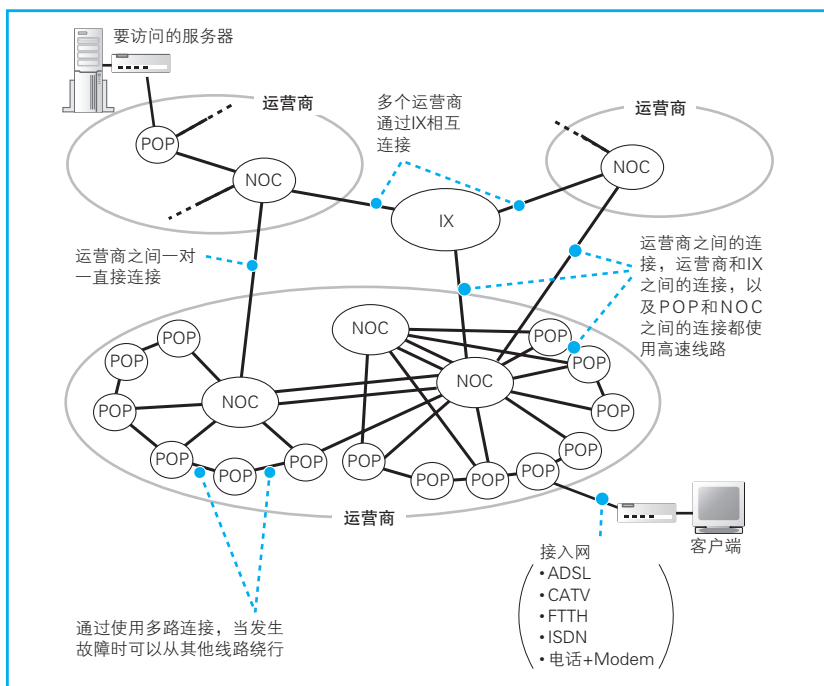 要访问的服务器
运营商
POP
NOC
多个运营商
通过IX相互
连接
运营商
NOC
IX
运营商之间一对
一直接连接
运营商之间的连
接，运营商和IX
之间的连接，以
及POP和NOC
之间的连接都使
用高速线路
POP
POP
POP
POP
POP
POP
NOC
NOC
NOC
POP
POP
POP
POP
POP
POP
POP
POP
运营商
客户端
接入网
•ADSL
•CATV
•FTTH
•ISDN
•电话+Modem
通过使用多路连接，当发生
故障时可以从其他线路绕行